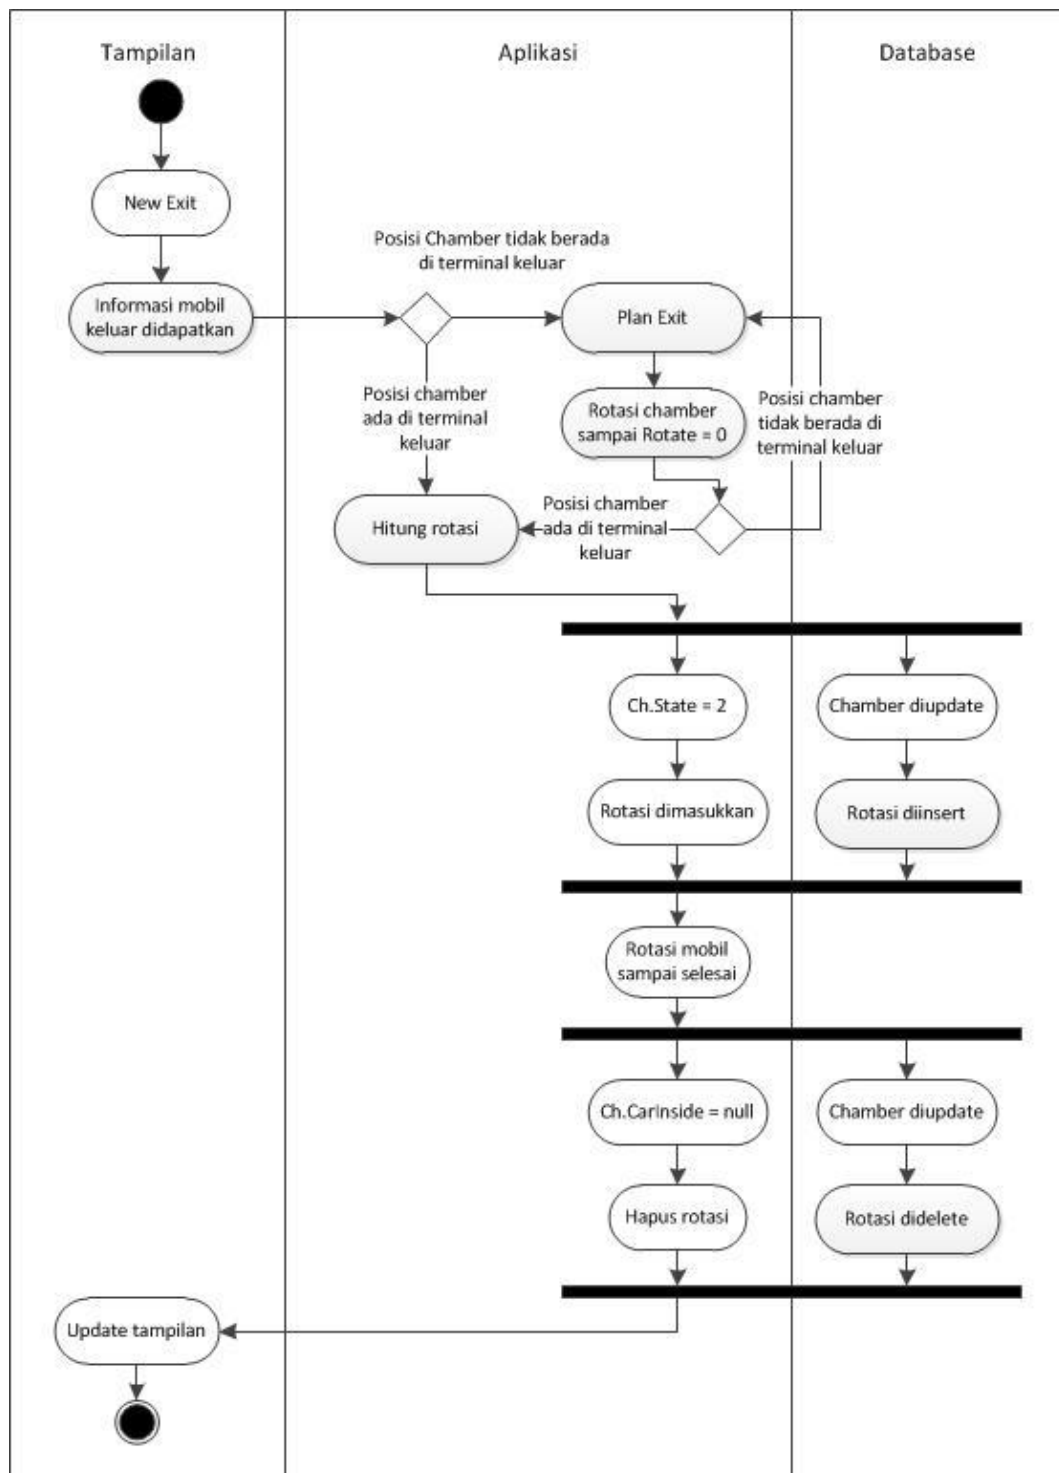 Tampilan
Aplikasi
Database
New Exit
Informasi mobil
keluar didapatkan
Posisi Chamber tidak berada
di terminal keluar
Plan Exit
Posisi chamber
ada di terminal
keluar
Rotasi chamber
sampai Rotate = 0
Posisi chamber
tidak berada di
terminal keluar
Hitung rotasi
Posisi chamber
ada di terminal
keluar
Ch.State = 2
Chamber diupdate
Rotasi dimasukkan
Rotasi diinsert
Rotasi mobil
sampai selesai
Ch.CarInside = null
Chamber diupdate
Hapus rotasi
Rotasi didelete
Update tampilan